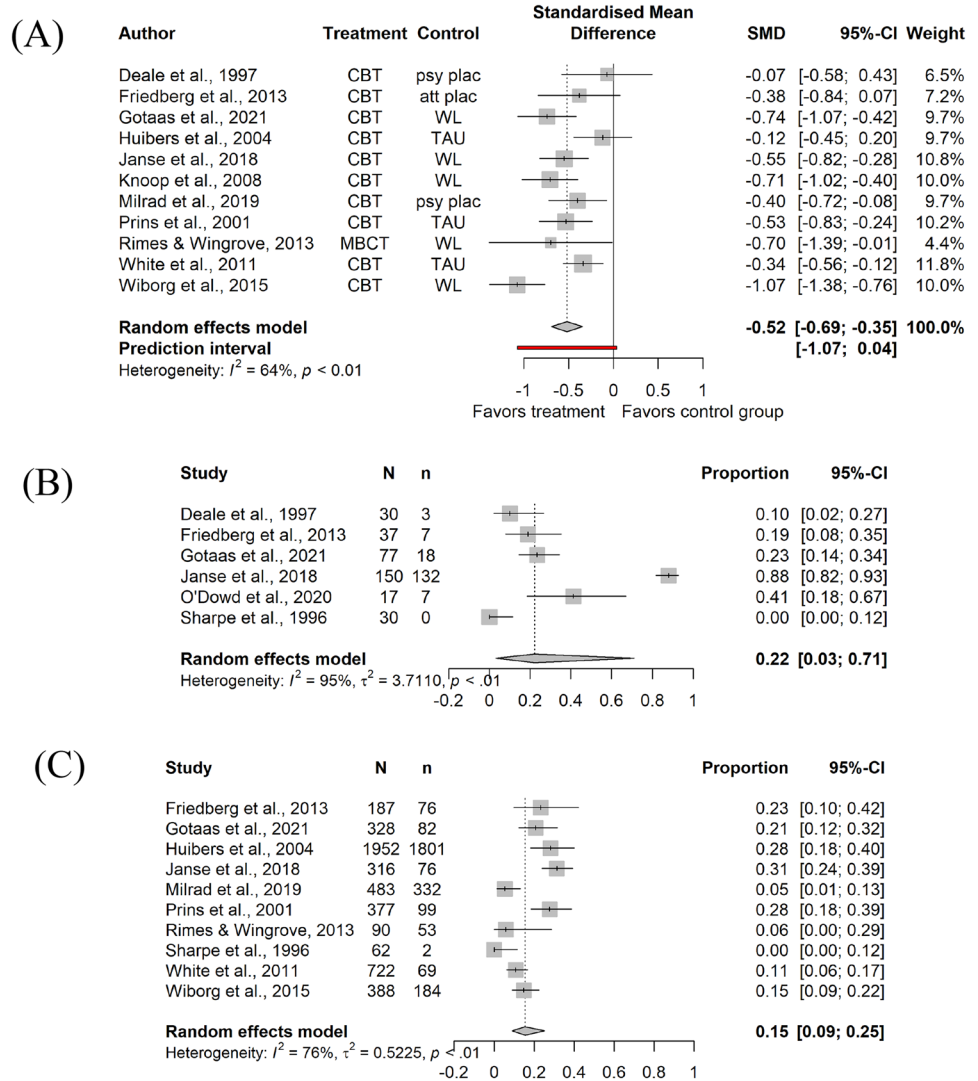 (A)
Author Treatment Control Standardised Mean Difference SMD 95%-CI Weight
Deale et al., 1997 CBT psy plac -0.07 [-0.58; 0.43] 6.5%
Friedberg et al., 2013 CBT att plac -0.38 [-0.84; 0.07] 7.2%
Gotaas et al., 2021 CBT WL -0.74 [-1.07; -0.42] 9.7%
Huibers et al., 2004 CBT TAU -0.12 [-0.45; 0.20] 9.7%
Janse et al., 2018 CBT WL -0.55 [-0.82; -0.28] 10.8%
Knoop et al., 2008 CBT WL -0.71 [-1.02; -0.40] 10.0%
Milrad et al., 2019 CBT psy plac -0.40 [-0.72; -0.08] 9.7%
Prins et al., 2001 CBT TAU -0.53 [-0.83; -0.24] 10.2%
Rimes & Wingrove, 2013 MBCT WL -0.70 [-1.39; -0.01] 4.4%
White et al., 2011 CBT TAU -0.34 [-0.56; -0.12] 11.8%
Wiborg et al., 2015 CBT WL -1.07 [-1.38; -0.76] 10.0%
Random effects model -0.52 [-0.69; -0.35] 100.0%
Prediction interval [-1.07; 0.04]
Heterogeneity: I² = 64%, p < 0.01
-1 -0.5 0 0.5 1
Favors treatment Favors control group
(B)
Study N n Proportion 95%-CI
Deale et al., 1997 30 3 0.10 [0.02; 0.27]
Friedberg et al., 2013 37 7 0.19 [0.08; 0.35]
Gotaas et al., 2021 77 18 0.23 [0.14; 0.34]
Janse et al., 2018 150 132 0.88 [0.82; 0.93]
O'Dowd et al., 2020 17 7 0.41 [0.18; 0.67]
Sharpe et al., 1996 30 0 0.00 [0.00; 0.12]
Random effects model 0.22 [0.03; 0.71]
Heterogeneity: I² = 95%, τ² = 3.7110, p < .01
-0.2 0 0.2 0.4 0.6 0.8 1
(C)
Study N n Proportion 95%-CI
Friedberg et al., 2013 187 76 0.23 [0.10; 0.42]
Gotaas et al., 2021 328 82 0.21 [0.12; 0.32]
Huibers et al., 2004 1952 1801 0.28 [0.18; 0.40]
Janse et al., 2018 316 76 0.31 [0.24; 0.39]
Milrad et al., 2019 483 332 0.05 [0.01; 0.13]
Prins et al., 2001 377 99 0.28 [0.18; 0.39]
Rimes & Wingrove, 2013 90 53 0.06 [0.00; 0.29]
Sharpe et al., 1996 62 2 0.00 [0.00; 0.12]
White et al., 2011 722 69 0.11 [0.06; 0.17]
Wiborg et al., 2015 388 184 0.15 [0.09; 0.22]
Random effects model 0.15 [0.09; 0.25]
Heterogeneity: I² = 76%, τ² = 0.5225, p < .01
-0.2 0 0.2 0.4 0.6 0.8 1